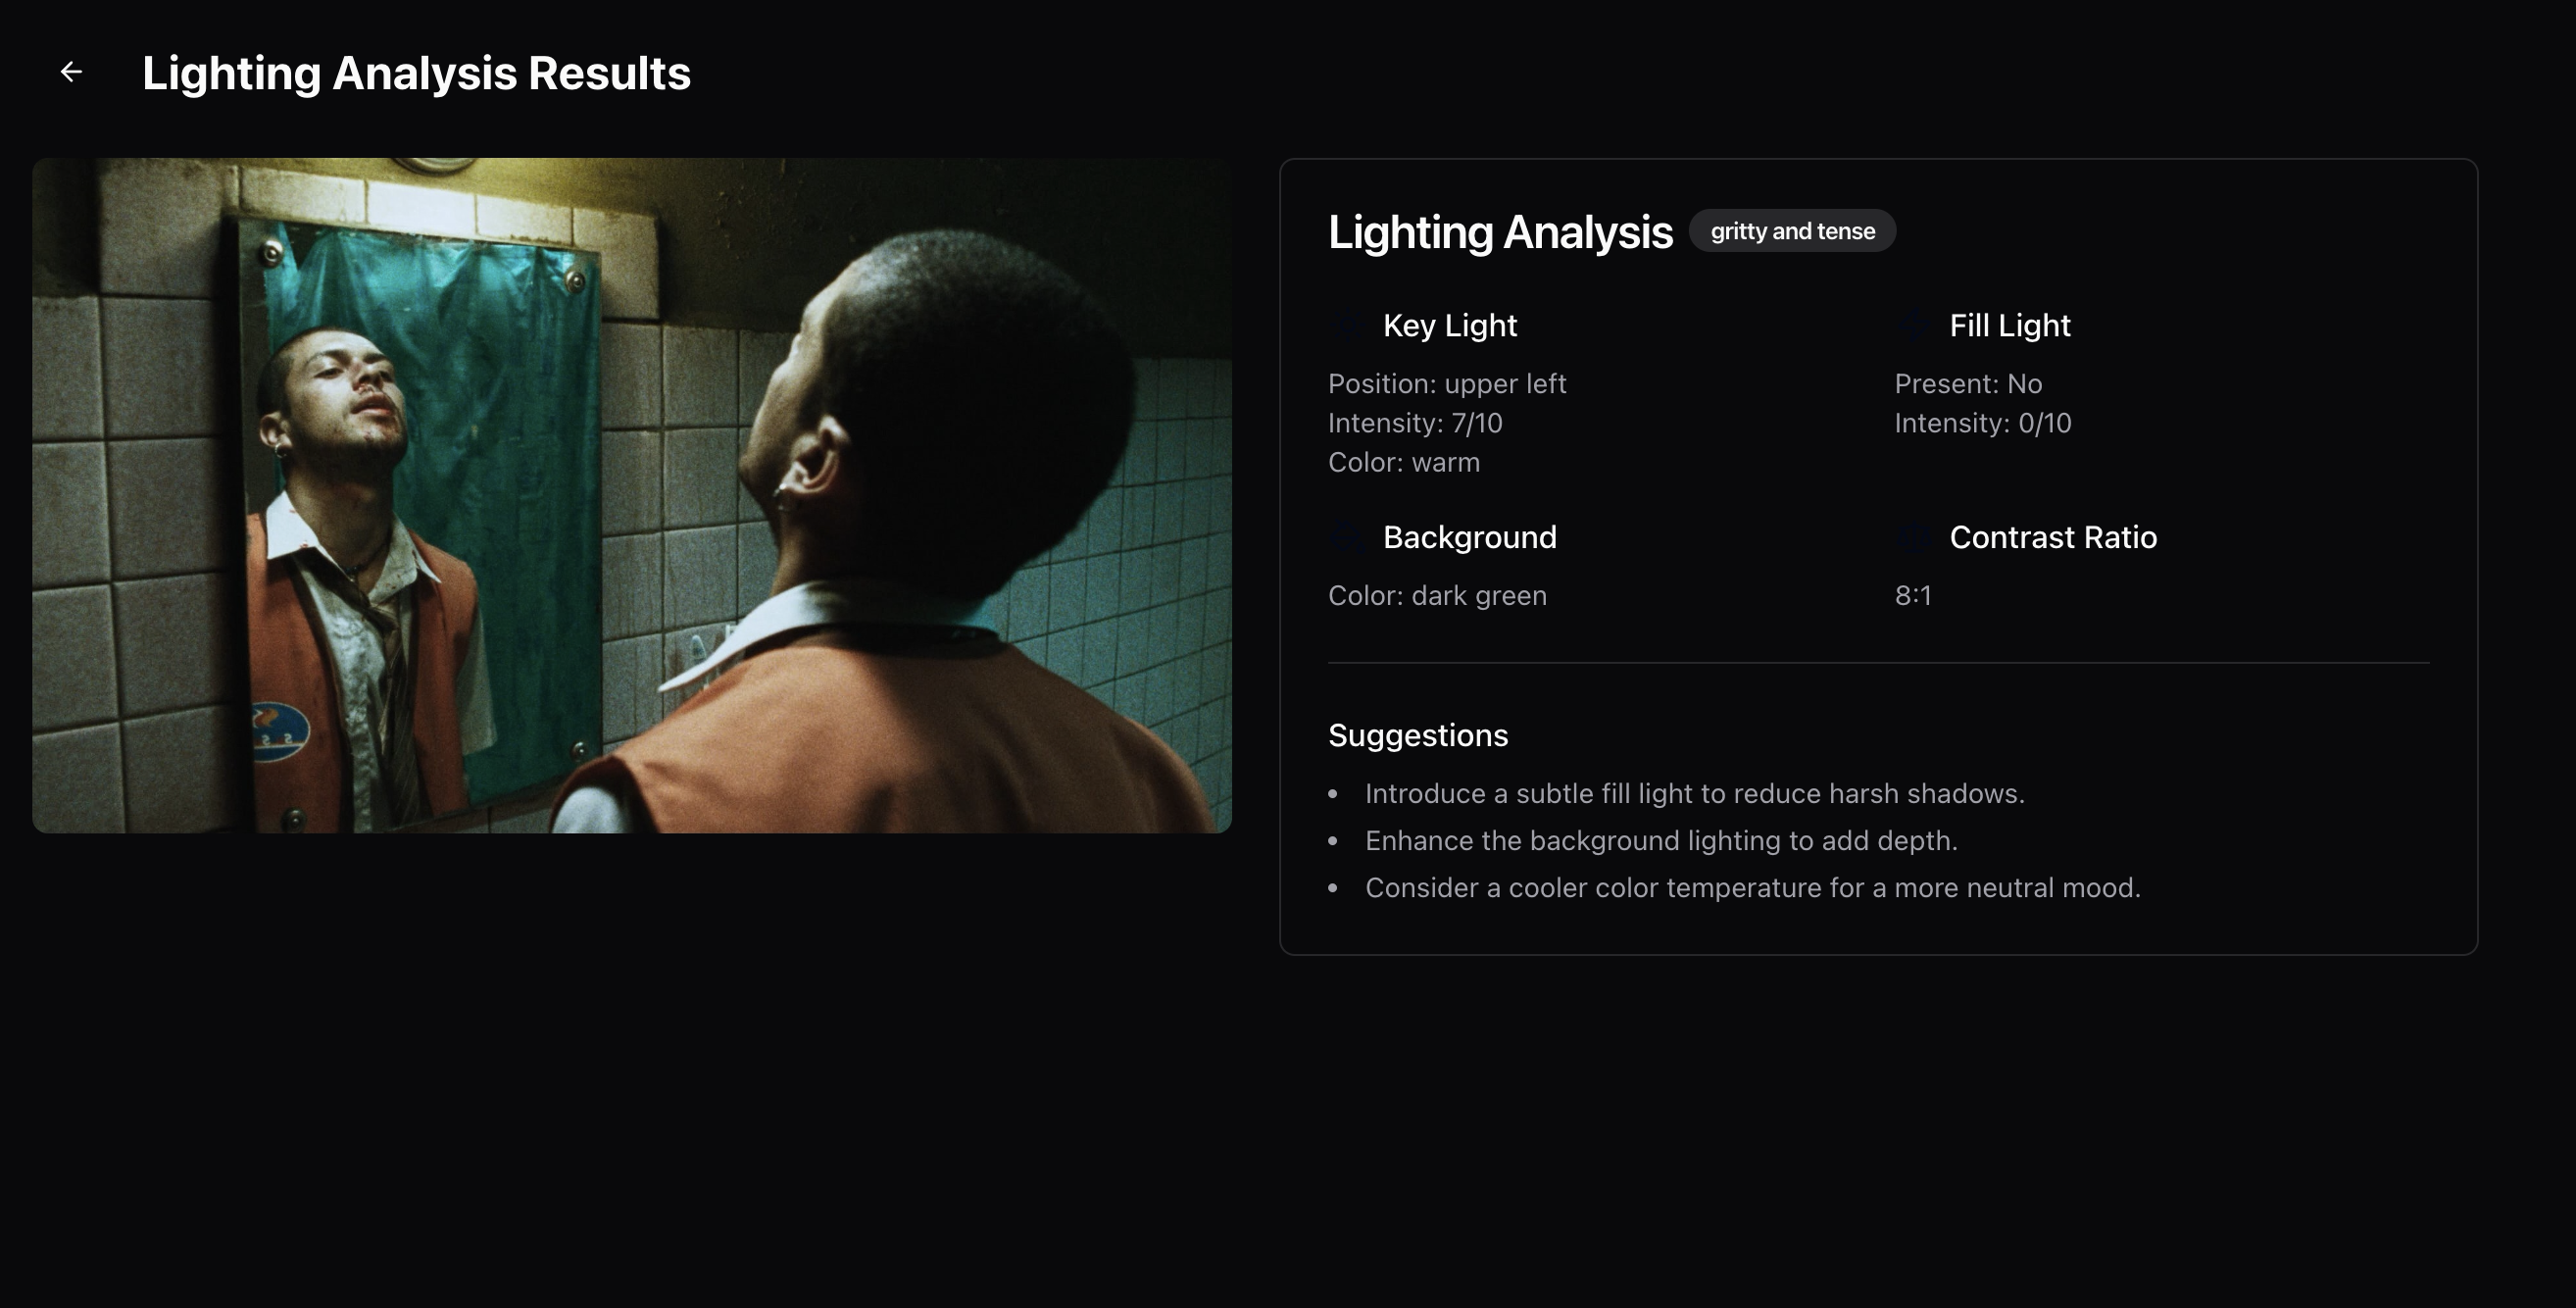 Lighting Analysis Results
Lighting Analysis
gritty and tense
Key Light
Position: upper left
Intensity: 7/10
Color: warm
Fill Light
Present: No
Intensity: 0/10
Background
Color: dark green
Contrast Ratio
8:1
Suggestions
• Introduce a subtle fill light to reduce harsh shadows.
• Enhance the background lighting to add depth.
• Consider a cooler color temperature for a more neutral mood.